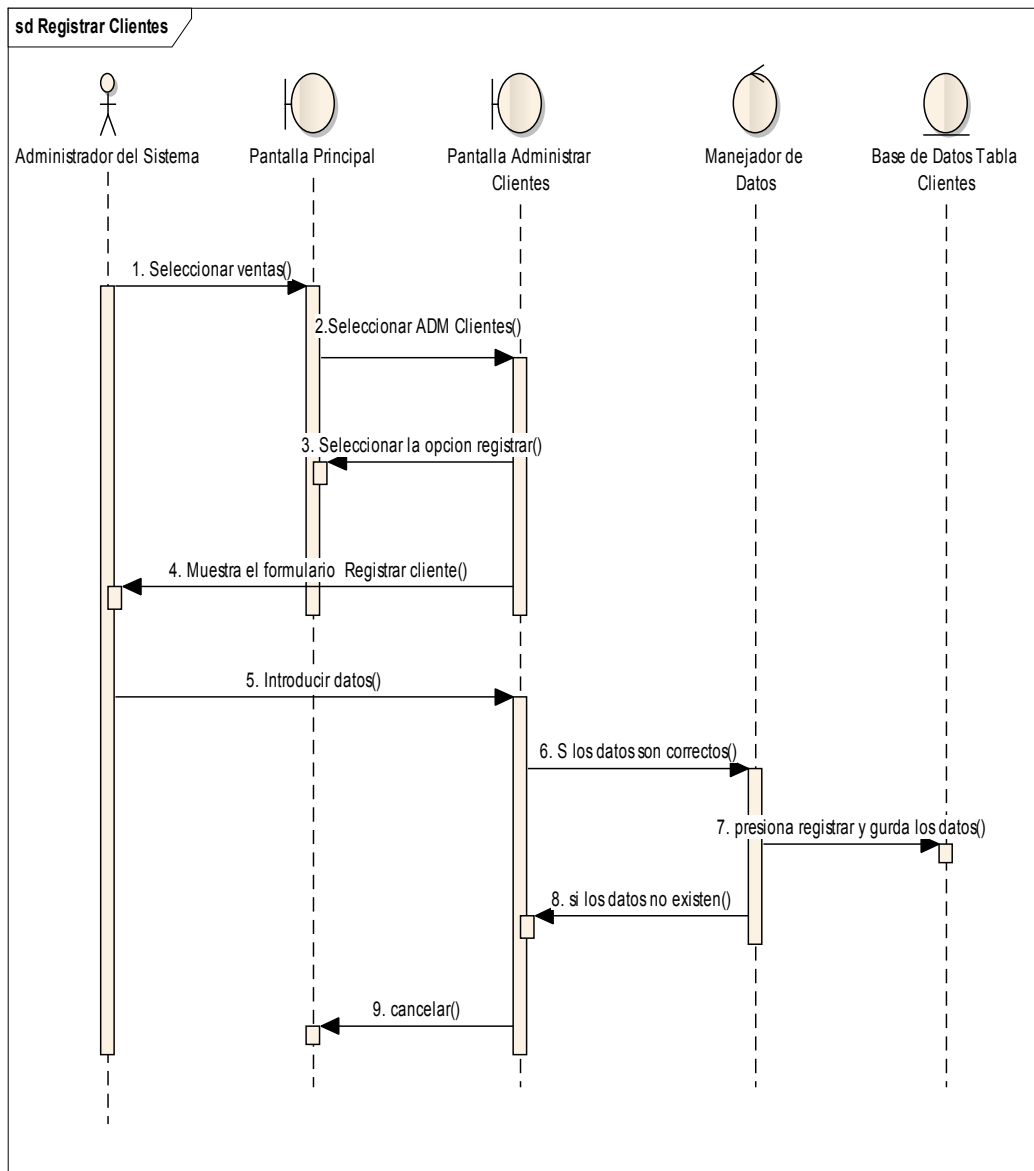 sd Registrar Clientes
Administrador del Sistema
Pantalla Principal
Pantalla Administrar
Clientes
Manejador de
Datos
Base de Datos Tabla
Clientes
1. Seleccionar ventas()
2.Seleccionar ADM Clientes()
3. Seleccionar la opcion registrar()
4. Muestra el formulario  Registrar cliente()
5. Introducir datos()
6. S los datos son correctos()
7. presiona registrar y gurda los datos()
8. si los datos no existen()
9. cancelar()